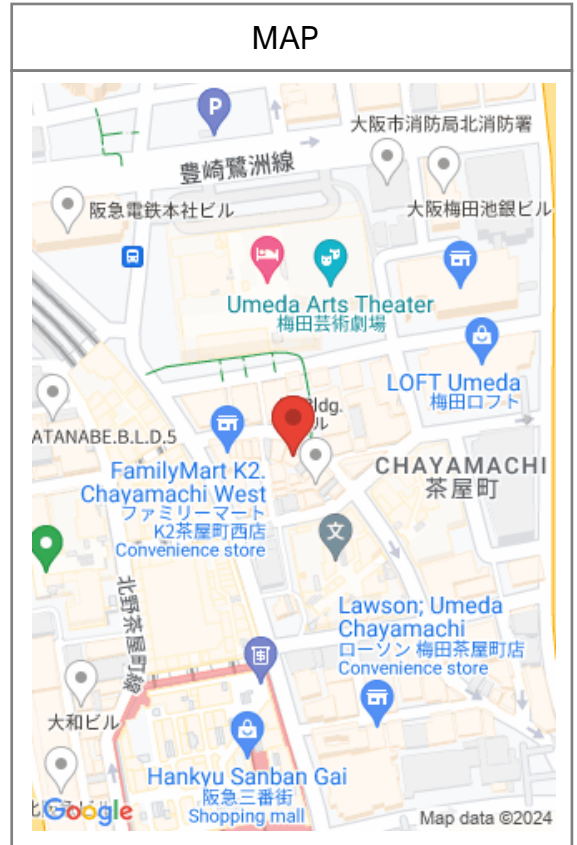 MAP
P
大阪市消防局北消防署
豊崎鷺洲線
阪急電鉄本社ビル
大阪梅田池銀ビル
Umeda Arts Theater
梅田芸術劇場
LOFT Umeda
梅田ロフト
Bldg.
ル
ATANABE.B.L.D.5
CHAYAMACHI
茶屋町
FamilyMart K2.
Chayamachi West
ファミリーマート
K2茶屋町西店
Convenience store
文
北野茶屋町線
Lawson; Umeda
Chayamachi
ローソン 梅田茶屋町店
Convenience store
大和ビル
Hankyu Sanban Gai
阪急三番街
Shopping mall
Google
Map data ©2024